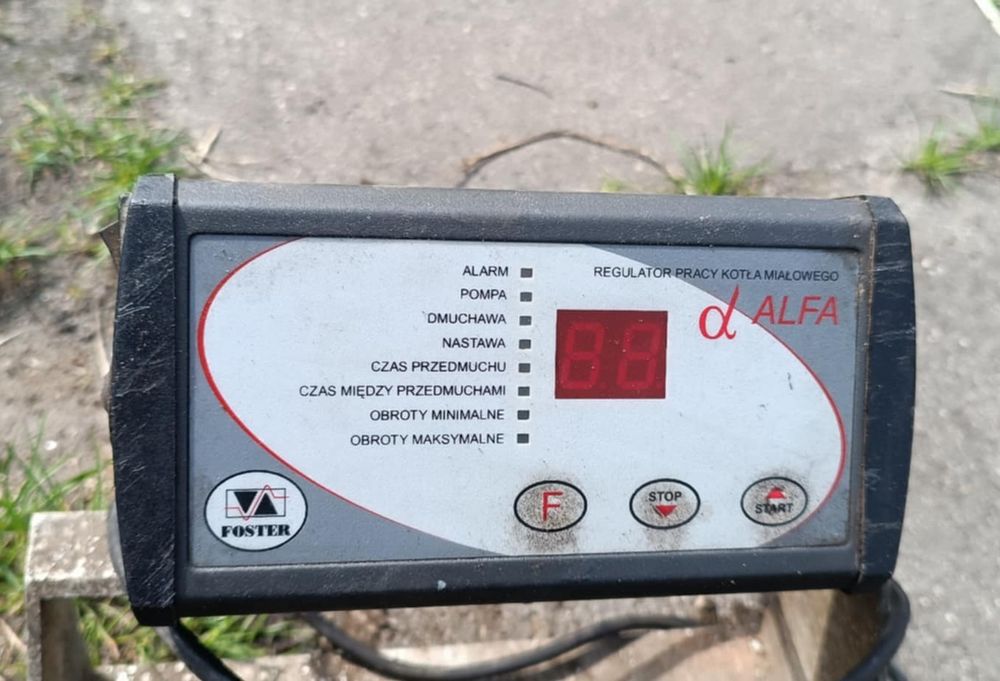 REGULATOR PRACY KOTŁA MIAŁOWEGO
α ALFA
ALARM
POMPA
DMUCHAWA
NASTAWA
CZAS PRZEDMUCHU
CZAS MIĘDZY PRZEDMUCHAMI
OBROTY MINIMALNE
OBROTY MAKSYMALNE
FOSTER
F
STOP
START